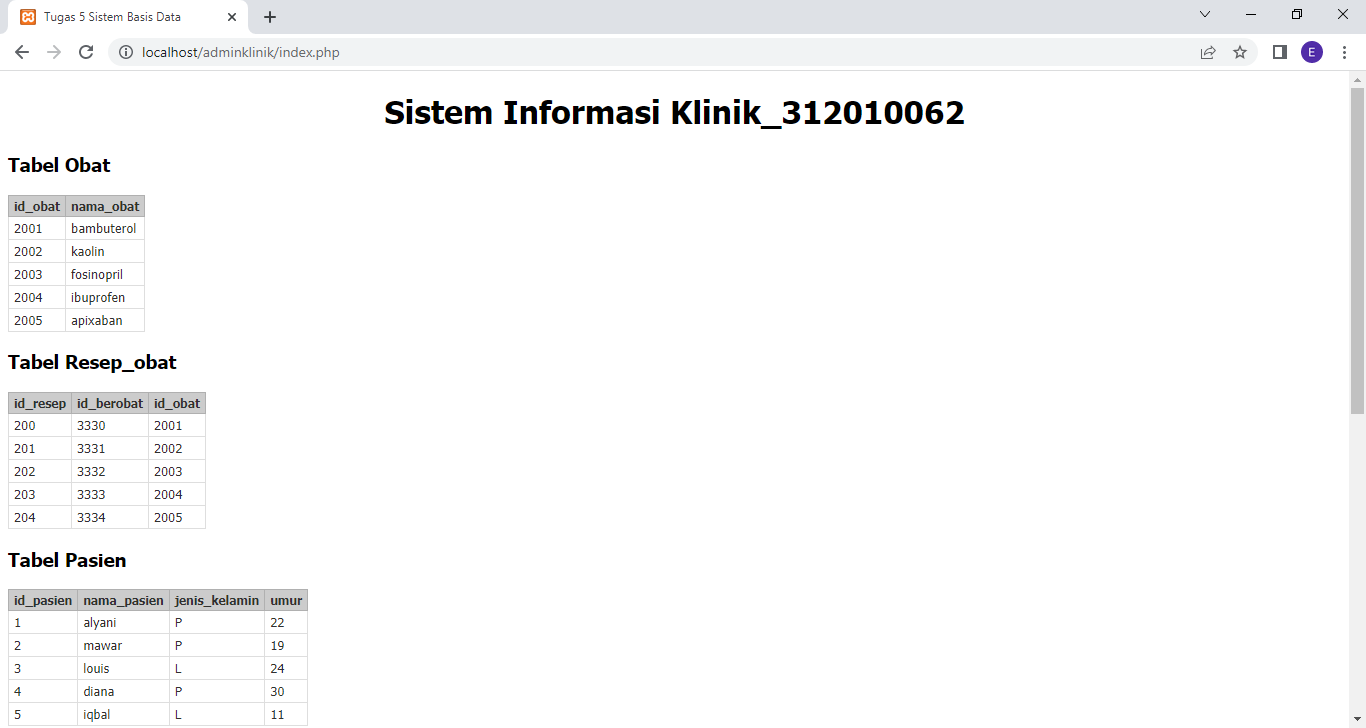 Tugas 5 Sistem Basis Data
localhost/adminklinik/index.php
E
Sistem Informasi Klinik_312010062
Tabel Obat
id_obat nama_obat
2001 bambuterol
2002 kaolin
2003 fosinopril
2004 ibuprofen
2005 apixaban
Tabel Resep_obat
id_resep id_berobat id_obat
200 3330 2001
201 3331 2002
202 3332 2003
203 3333 2004
204 3334 2005
Tabel Pasien
id_pasien nama_pasien jenis_kelamin umur
1 alyani P 22
2 mawar P 19
3 louis L 24
4 diana P 30
5 iqbal L 11